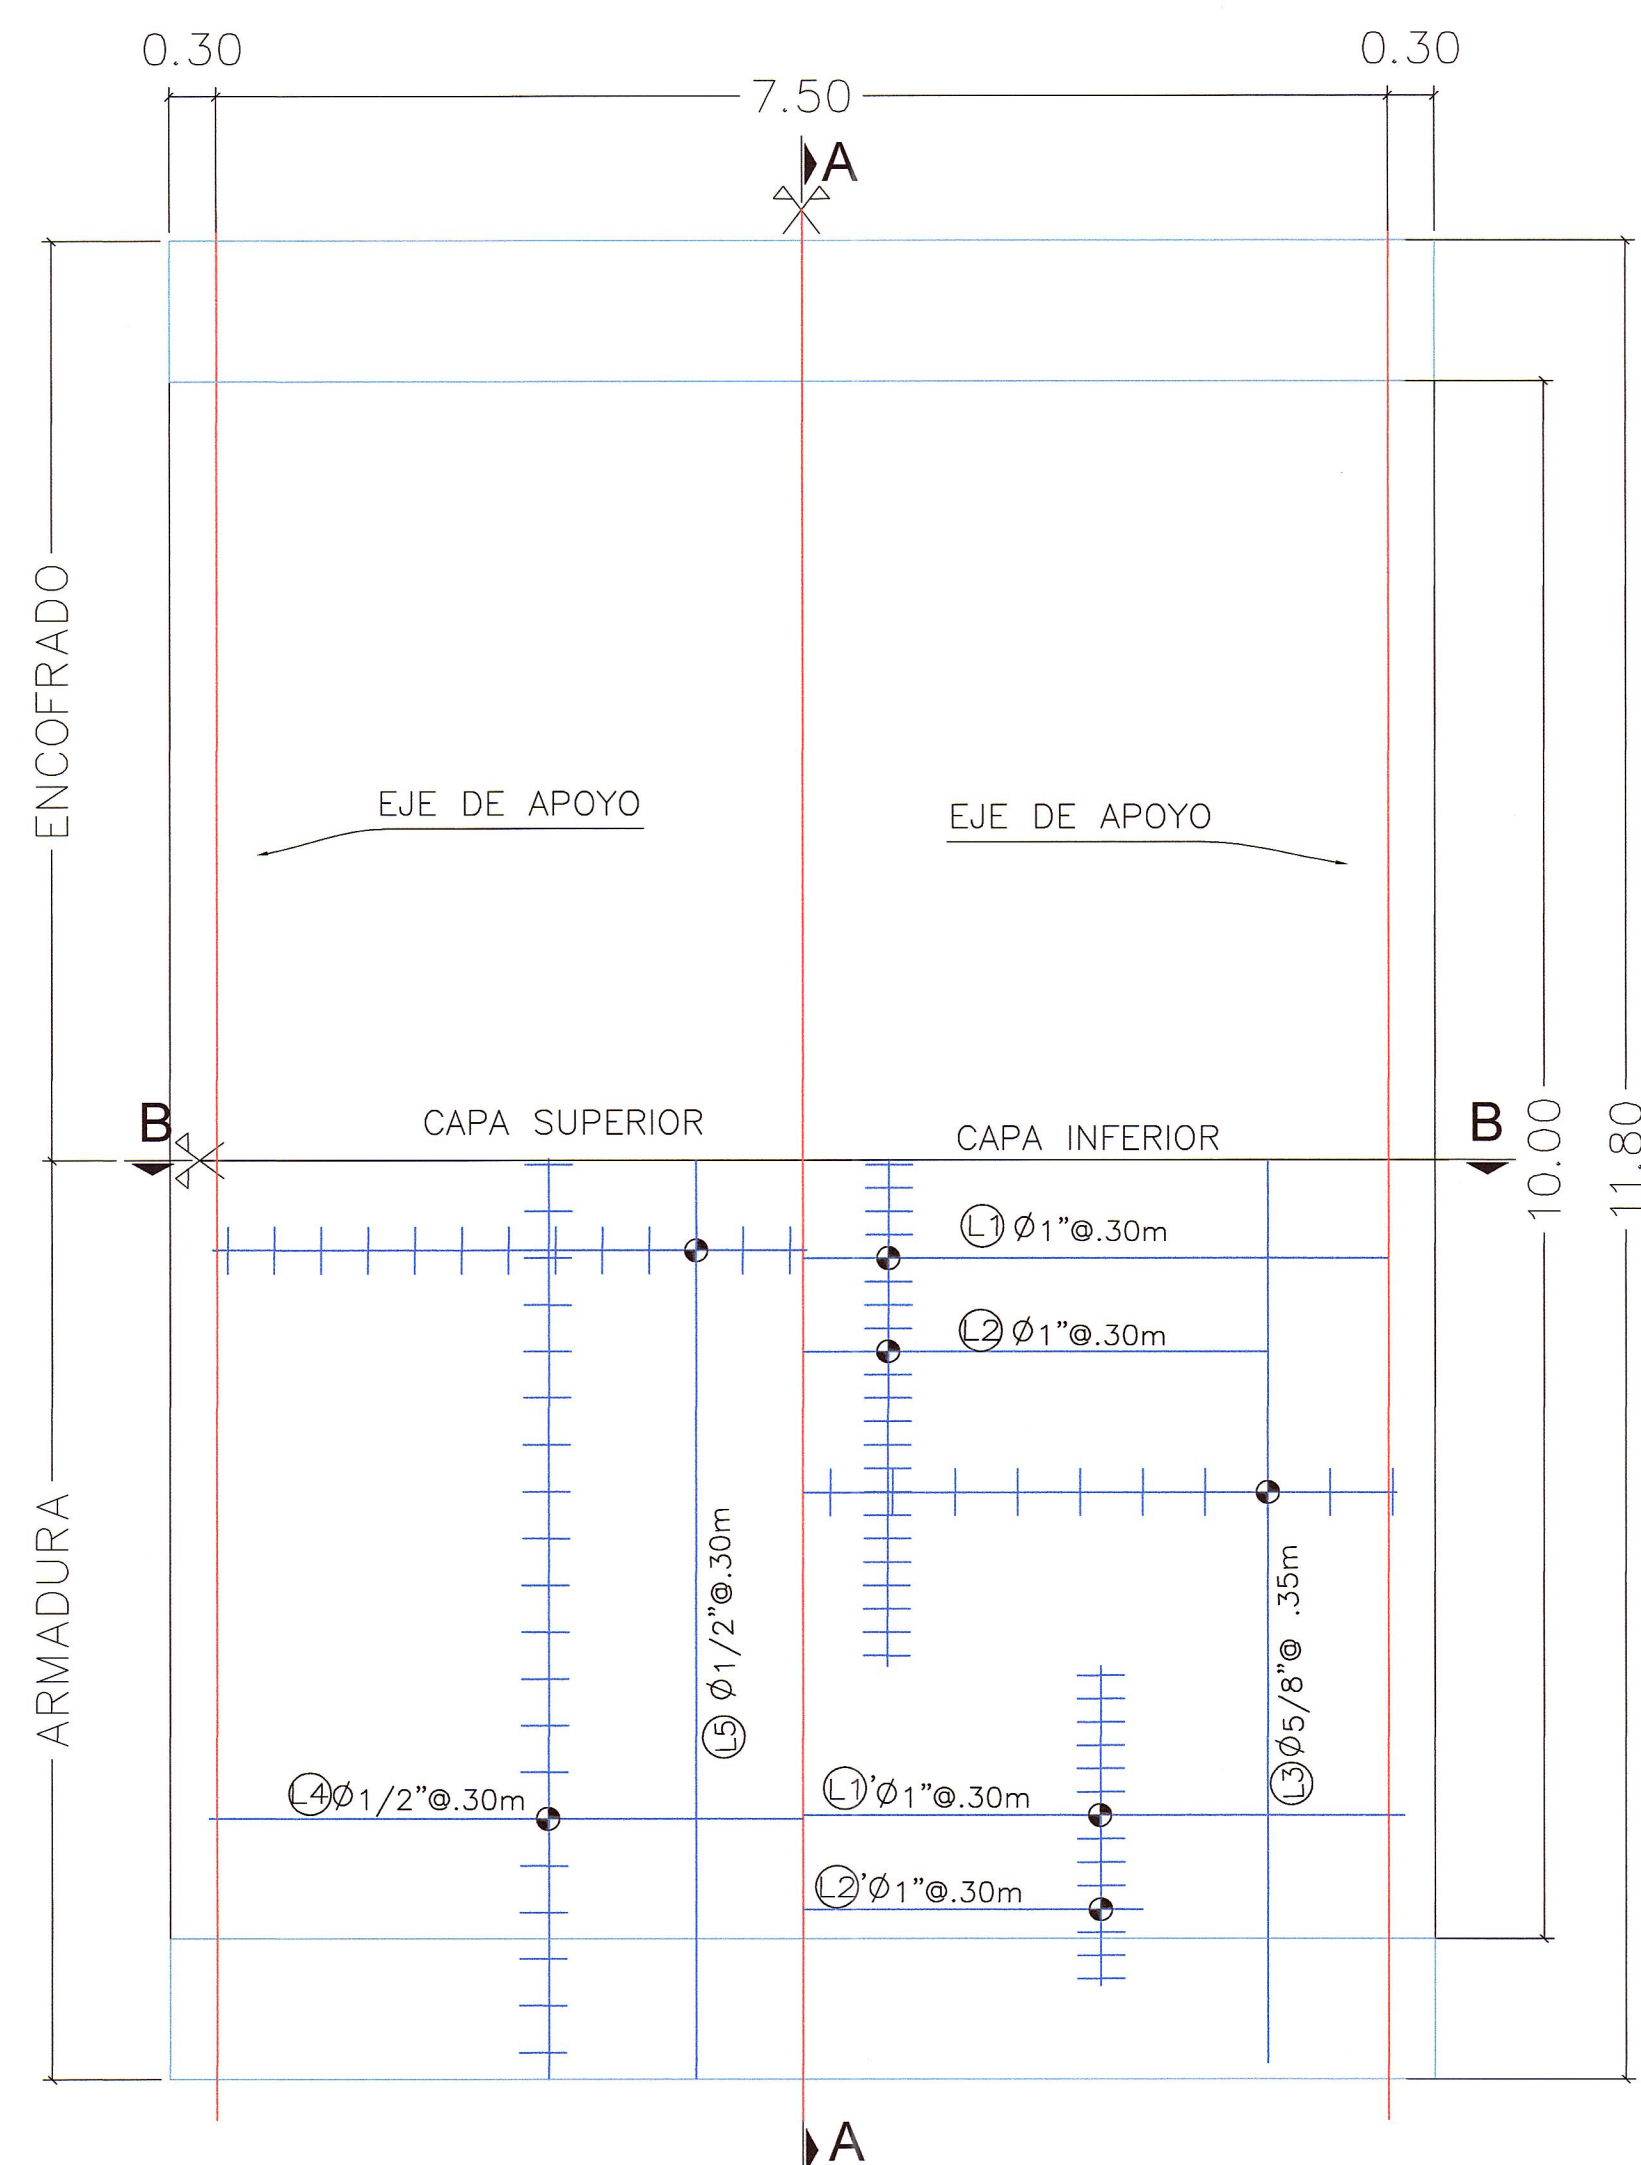 0.30
7.50
0.30
A
ENCOFRADO
EJE DE APOYO
EJE DE APOYO
B
CAPA SUPERIOR
CAPA INFERIOR
B
10.00
11.80
L1 Ø1"@.30m
L2 Ø1"@.30m
ARMADURA
L5 Ø1/2"@.30m
L3 Ø5/8"@ .35m
L4 Ø1/2"@.30m
L1' Ø1"@.30m
L2' Ø1"@.30m
A